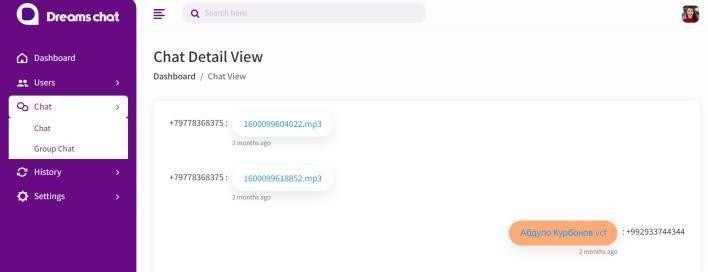 Dreams chat
Search here
Dashboard
Users
Chat
Chat
Group Chat
History
Settings
Chat Detail View
Dashboard / Chat View
+79778368375 : 1600099604022.mp3
2 months ago
+79778368375 : 1600099618852.mp3
2 months ago
Абдуло Курбонов.vcf : +992933744344
2 months ago